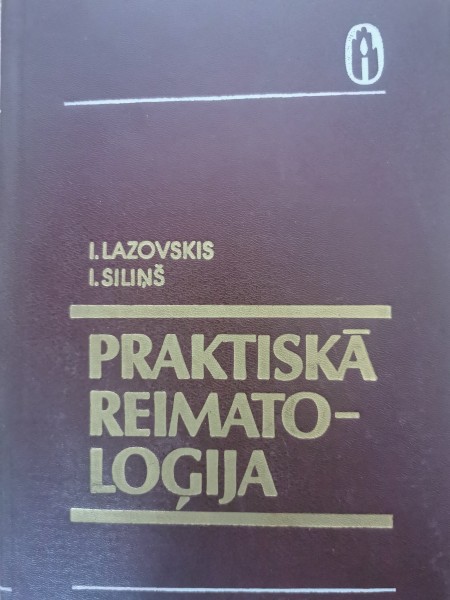 I. LAZOVSKIS
I. SILIŅŠ
PRAKTISKĀ
REIMATO-
LOĢIJA